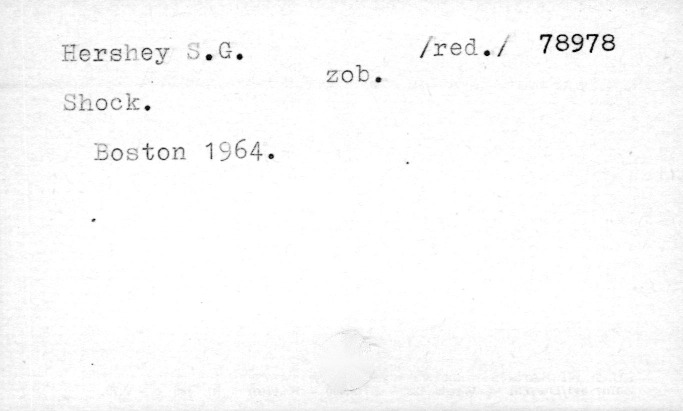 Hershey S.G. /red./ 78978
zob.
Shock.
Boston 1964.